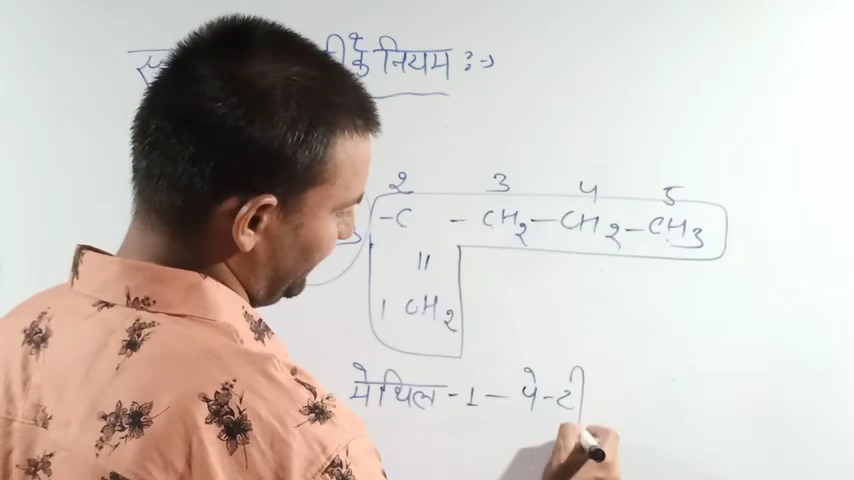 के नियम :-
2 3 4 5
-C - CH2 - CH2 - CH3
||
1 CH2
मेथिल - 1 - पे-टी